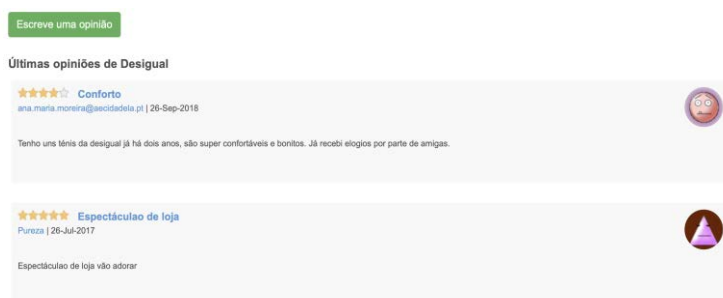 Escreve uma opinião
Últimas opiniões de Desigual
Conforto
ana.maria.moreira@aecidadela.pt | 26-Sep-2018
Tenho uns ténis da desigual já há dois anos, são super confortáveis e bonitos. Já recebi elogios por parte de amigas.
Espectáculao de loja
Pureza | 26-Jul-2017
Espectáculao de loja vão adorar